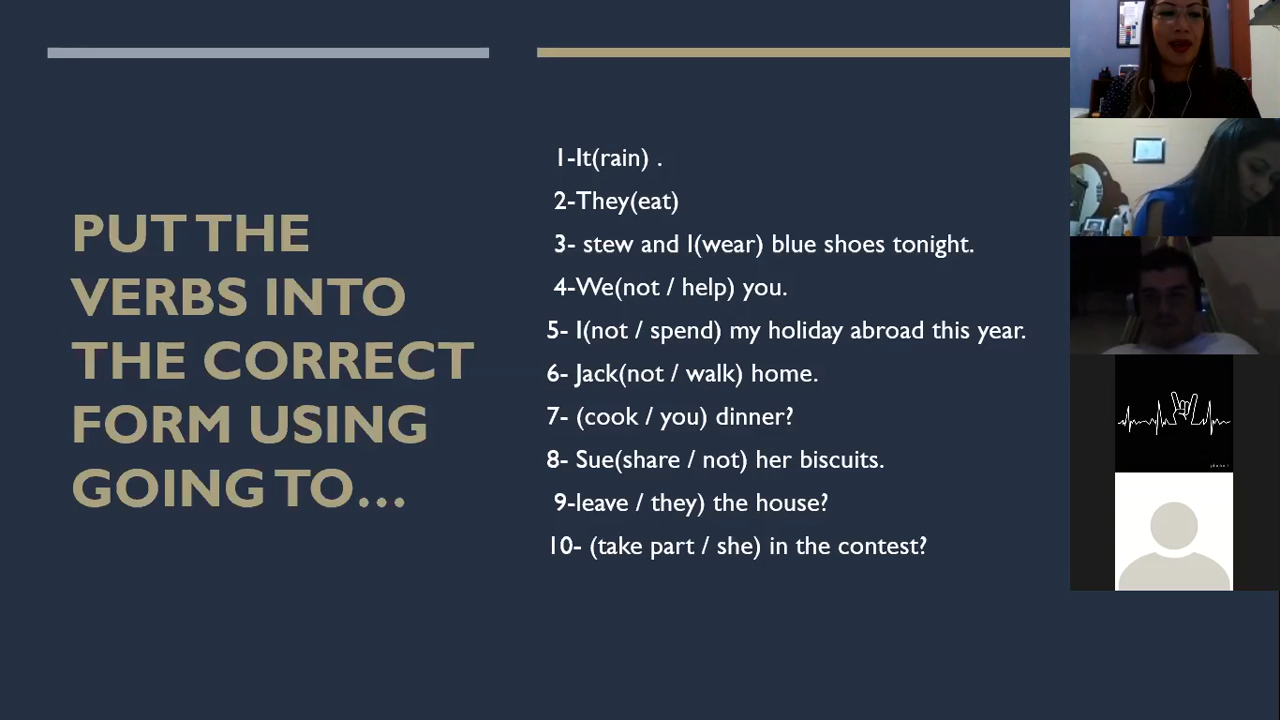 PUT THE
VERBS INTO
THE CORRECT
FORM USING
GOING TO...
1-It(rain) .
2-They(eat)
3- stew and I(wear) blue shoes tonight.
4-We(not / help) you.
5- I(not / spend) my holiday abroad this year.
6- Jack(not / walk) home.
7- (cook / you) dinner?
8- Sue(share / not) her biscuits.
9-leave / they) the house?
10- (take part / she) in the contest?